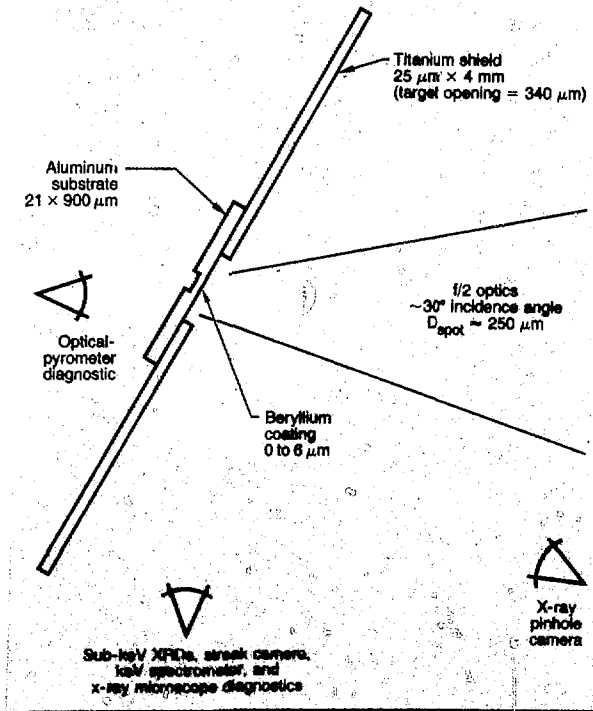 Titanium shield
25 μm × 4 mm
(target opening = 340 μm)
Aluminum
substrate
21 × 900 μm
f/2 optics
~30° incidence angle
D_spot ≈ 250 μm
Optical-
pyrometer
diagnostic
Beryllium
coating
0 to 6 μm
X-ray
pinhole
camera
Sub-keV XRDs, streak camera,
keV spectrometer, and
x-ray microscope diagnostics